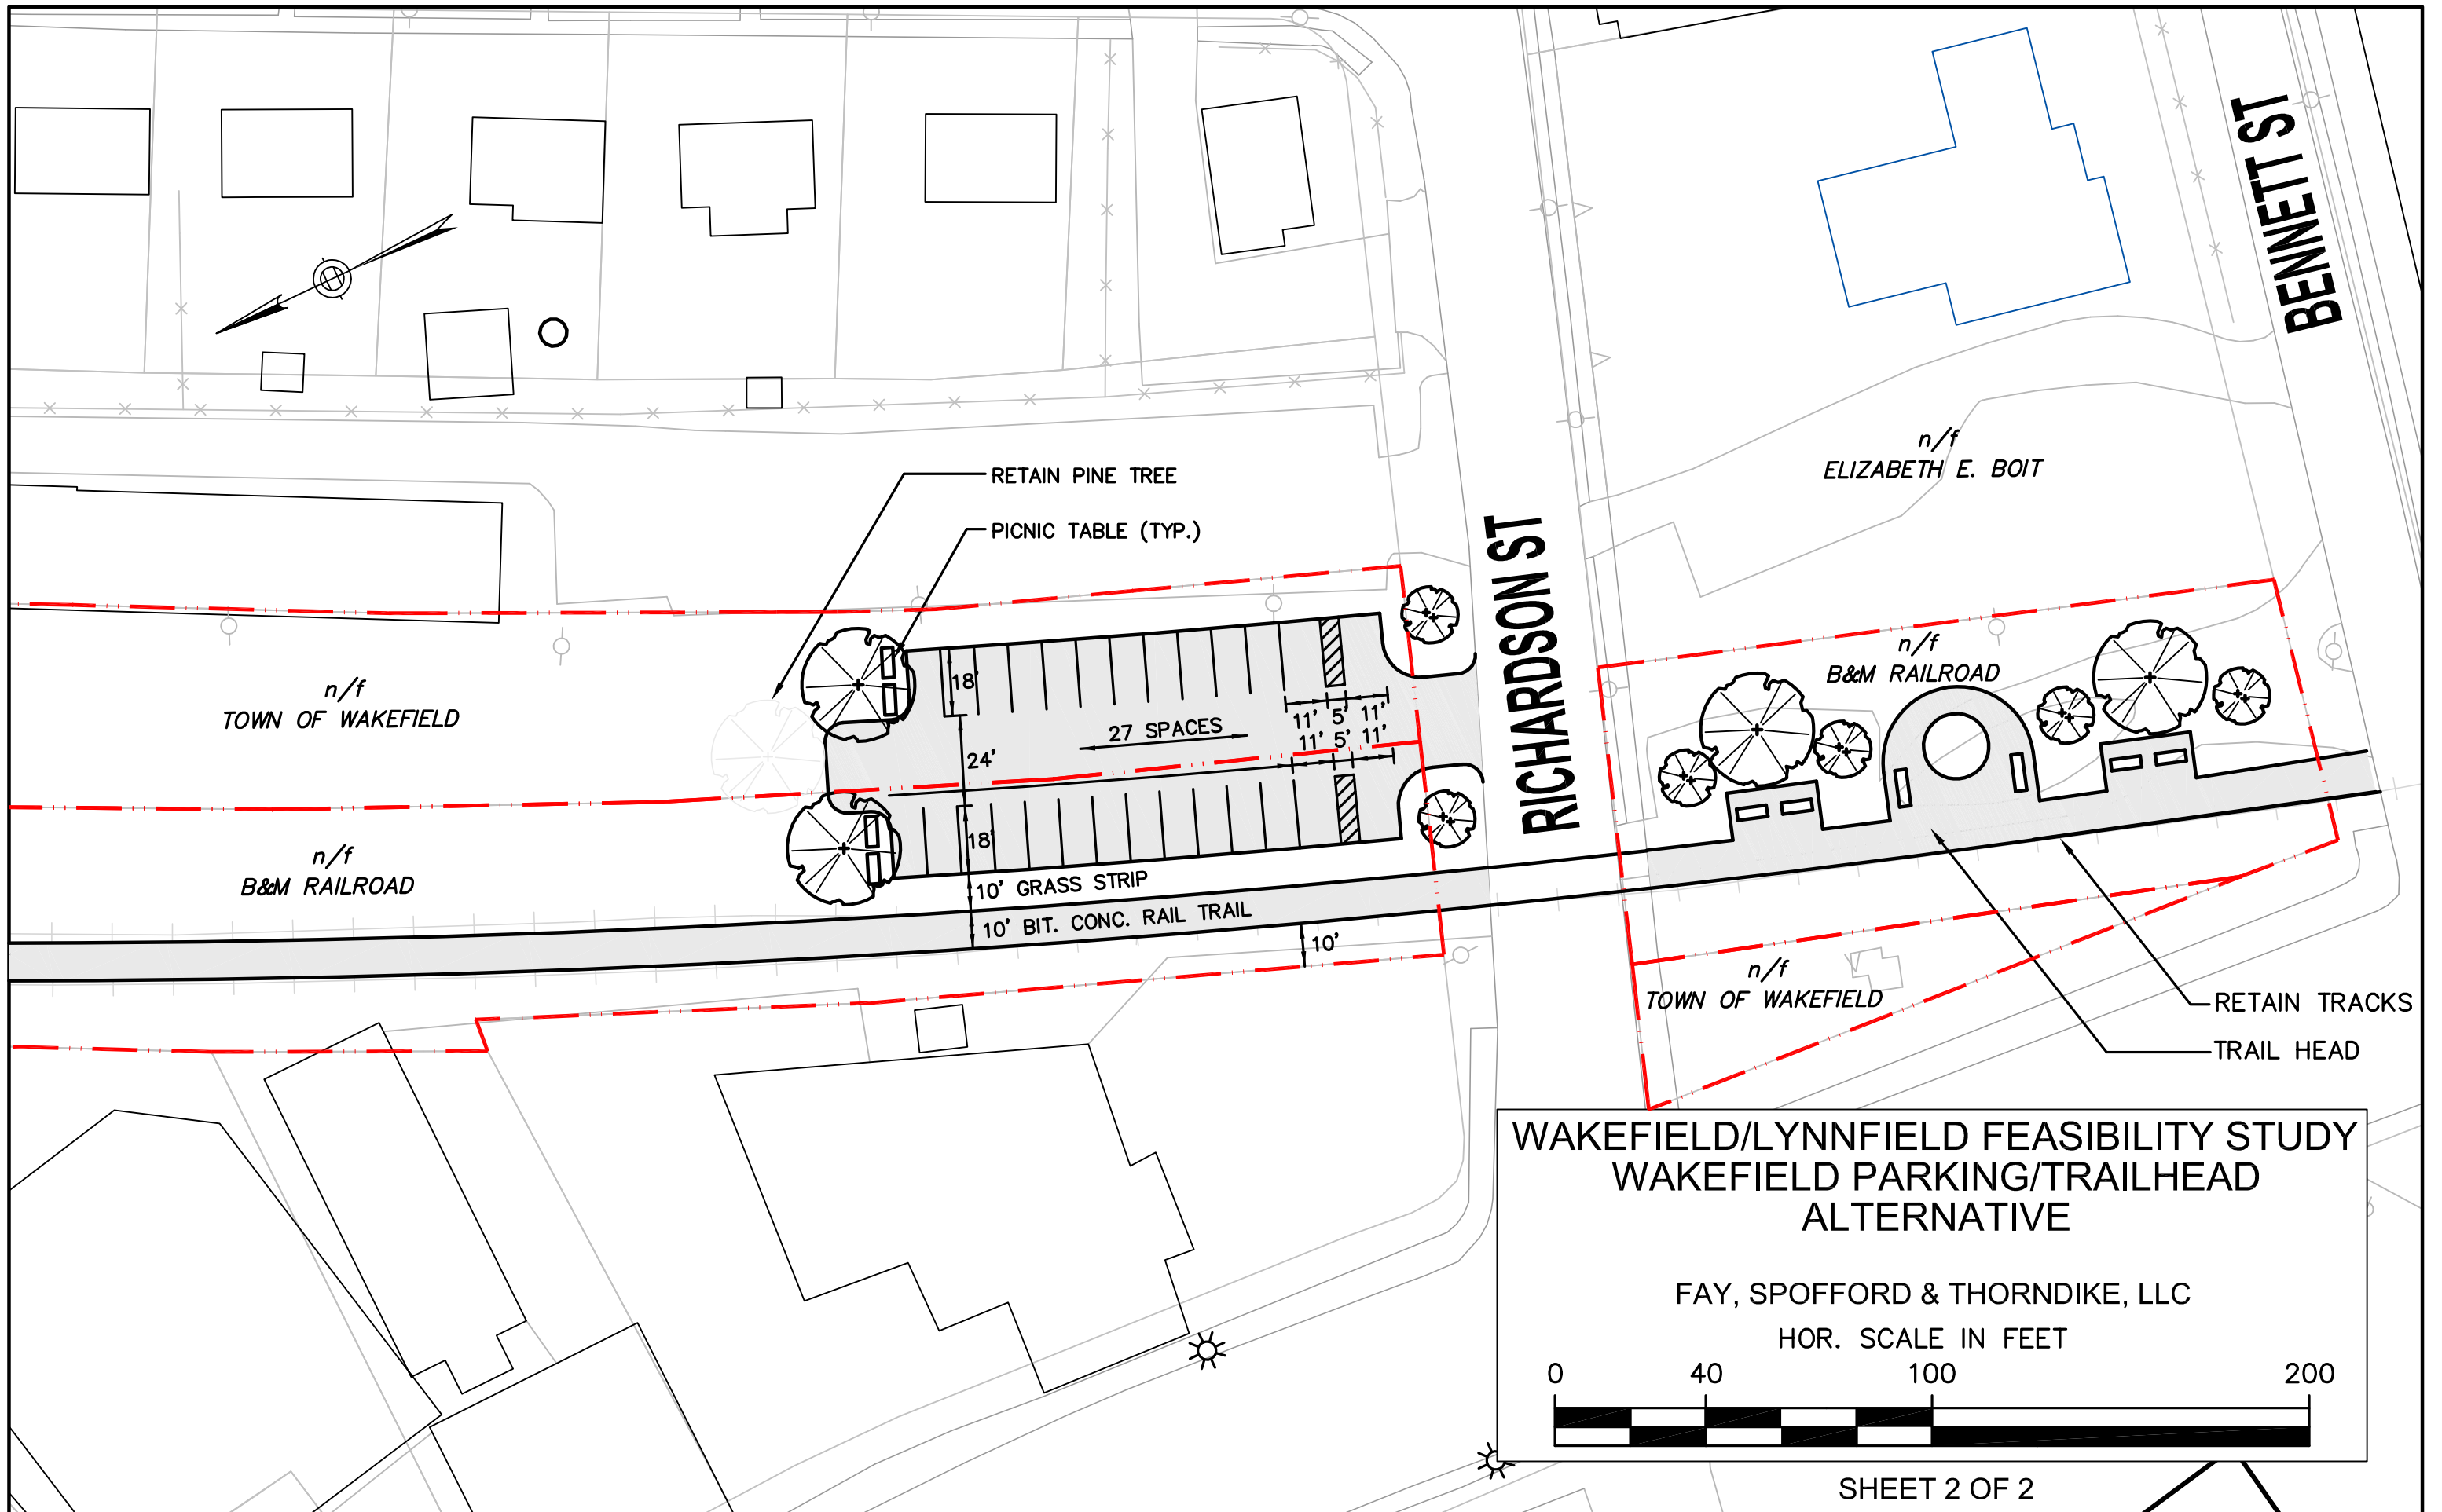 BENNETT ST
n/f
ELIZABETH E. BOIT
RETAIN PINE TREE
PICNIC TABLE (TYP.)
RICHARDSON ST
n/f
TOWN OF WAKEFIELD
18'
27 SPACES
11' 5' 11'
11' 5' 11'
24'
n/f
B&M RAILROAD
n/f
B&M RAILROAD
18'
10' GRASS STRIP
10' BIT. CONC. RAIL TRAIL
10'
n/f
TOWN OF WAKEFIELD
RETAIN TRACKS
TRAIL HEAD
WAKEFIELD/LYNNFIELD FEASIBILITY STUDY
WAKEFIELD PARKING/TRAILHEAD
ALTERNATIVE
FAY, SPOFFORD & THORNDIKE, LLC
HOR. SCALE IN FEET
0 40 100 200
SHEET 2 OF 2